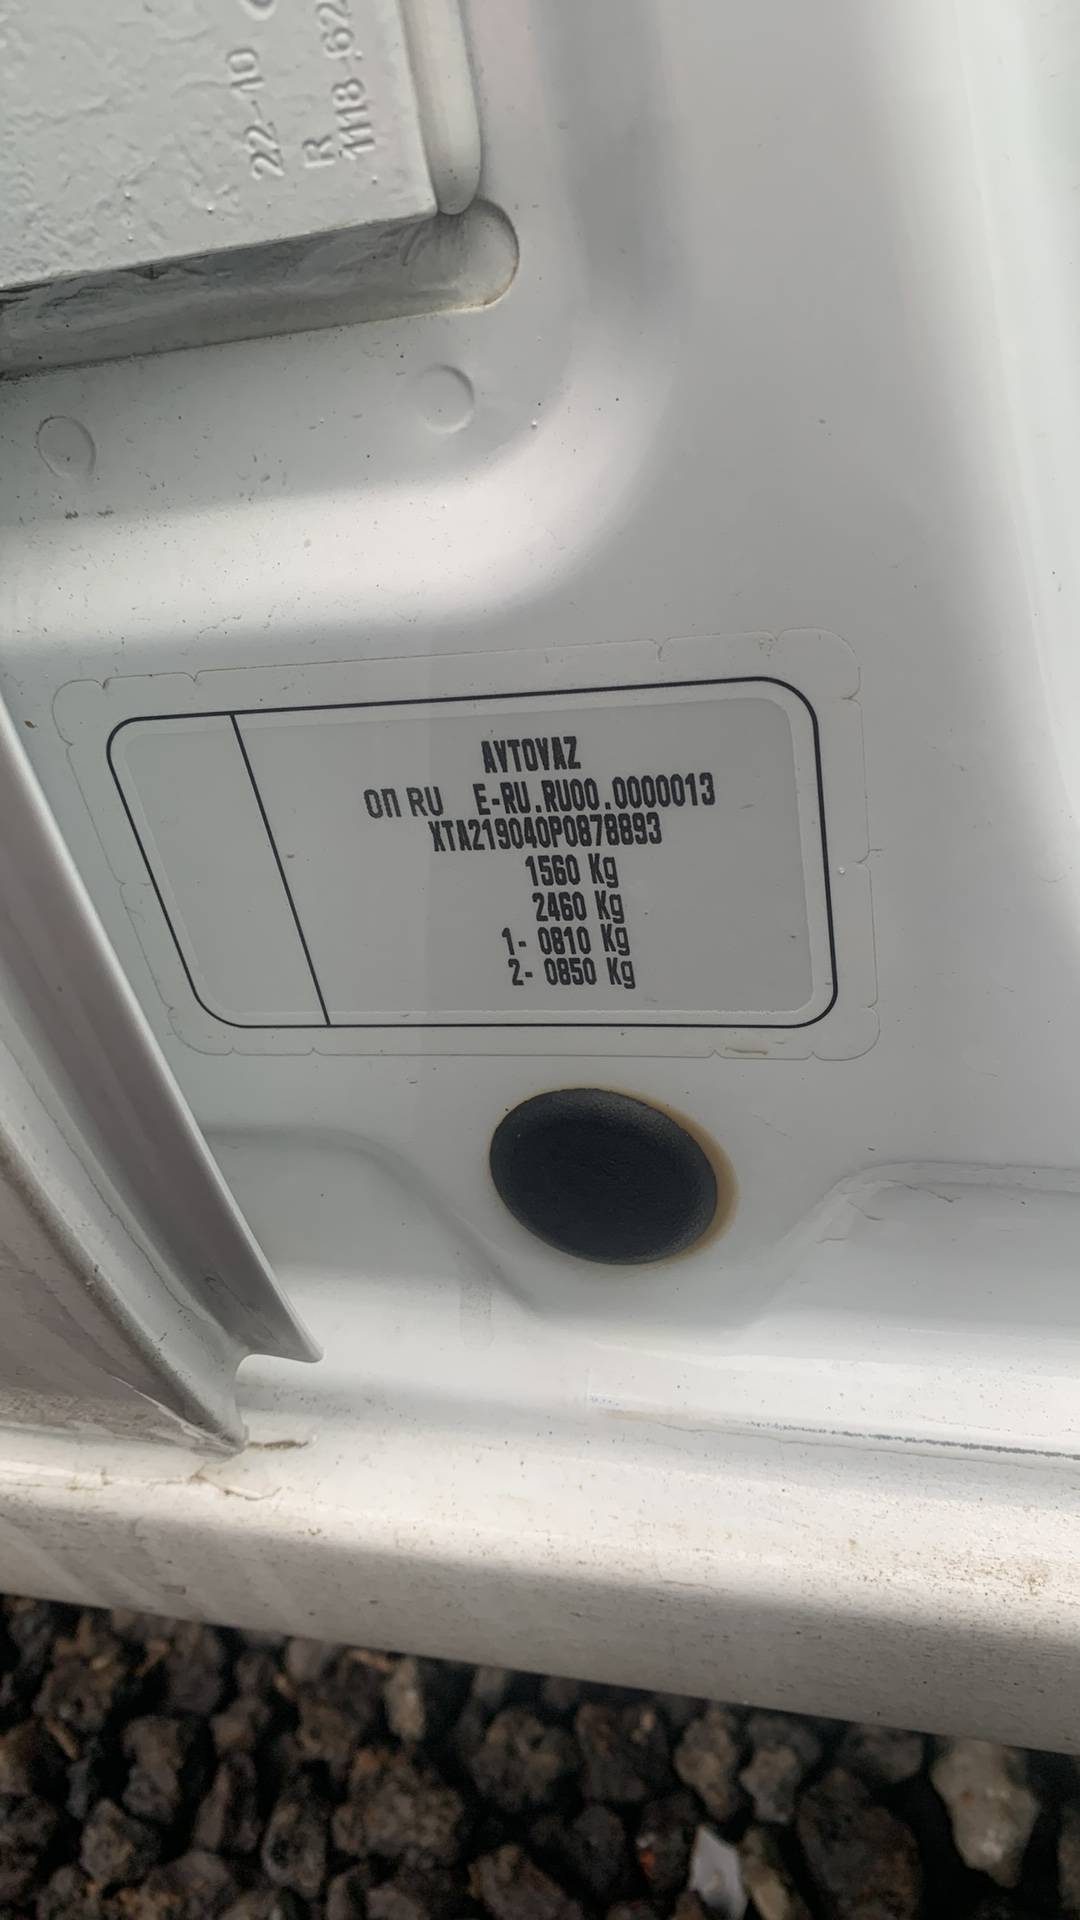 22-10
R
1118-62
AVTOVAZ
ОП RU E-RU.RU00.0000013
XTA219040P0878893
1560 Kg
2460 Kg
1- 0810 Kg
2- 0850 Kg